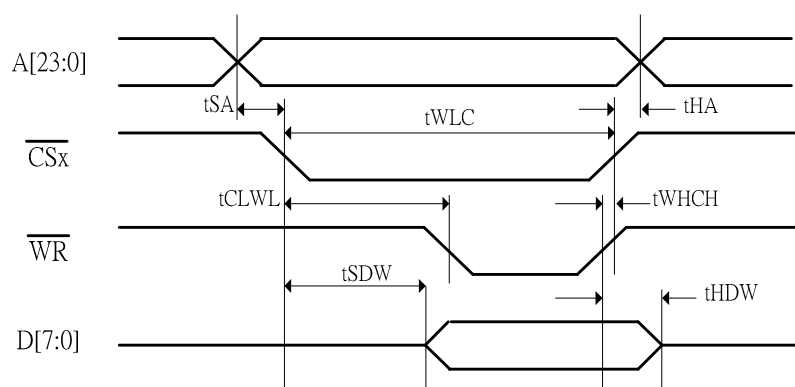 A[23:0]
tSA
tWLC
tHA
CSx
tCLWL
tWHCH
WR
tSDW
tHDW
D[7:0]